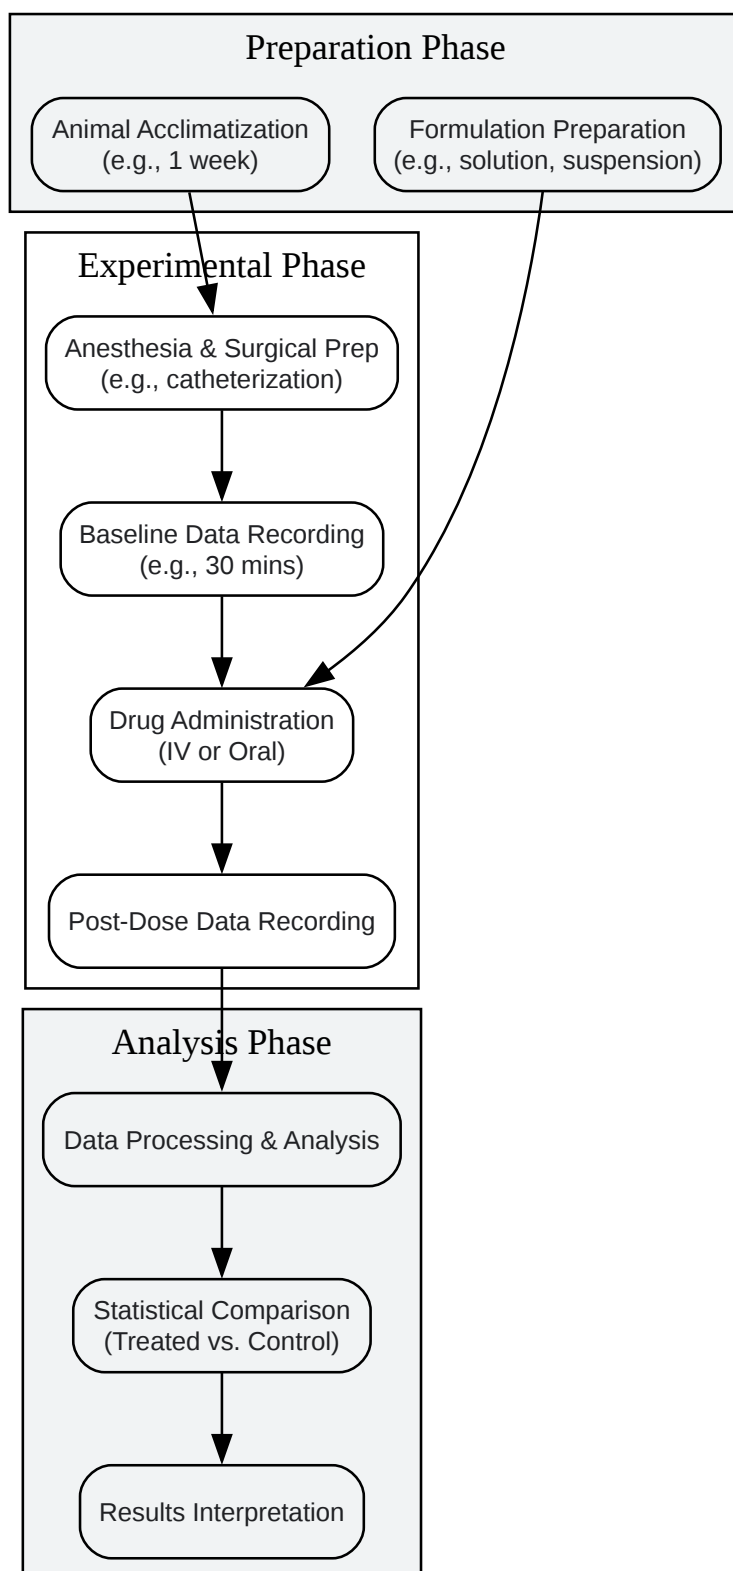 Preparation Phase
Animal Acclimatization
(e.g., 1 week)
Formulation Preparation
(e.g., solution, suspension)
Experimental Phase
Anesthesia & Surgical Prep
(e.g., catheterization)
Baseline Data Recording
(e.g., 30 mins)
Drug Administration
(IV or Oral)
Post-Dose Data Recording
Analysis Phase
Data Processing & Analysis
Statistical Comparison
(Treated vs. Control)
Results Interpretation